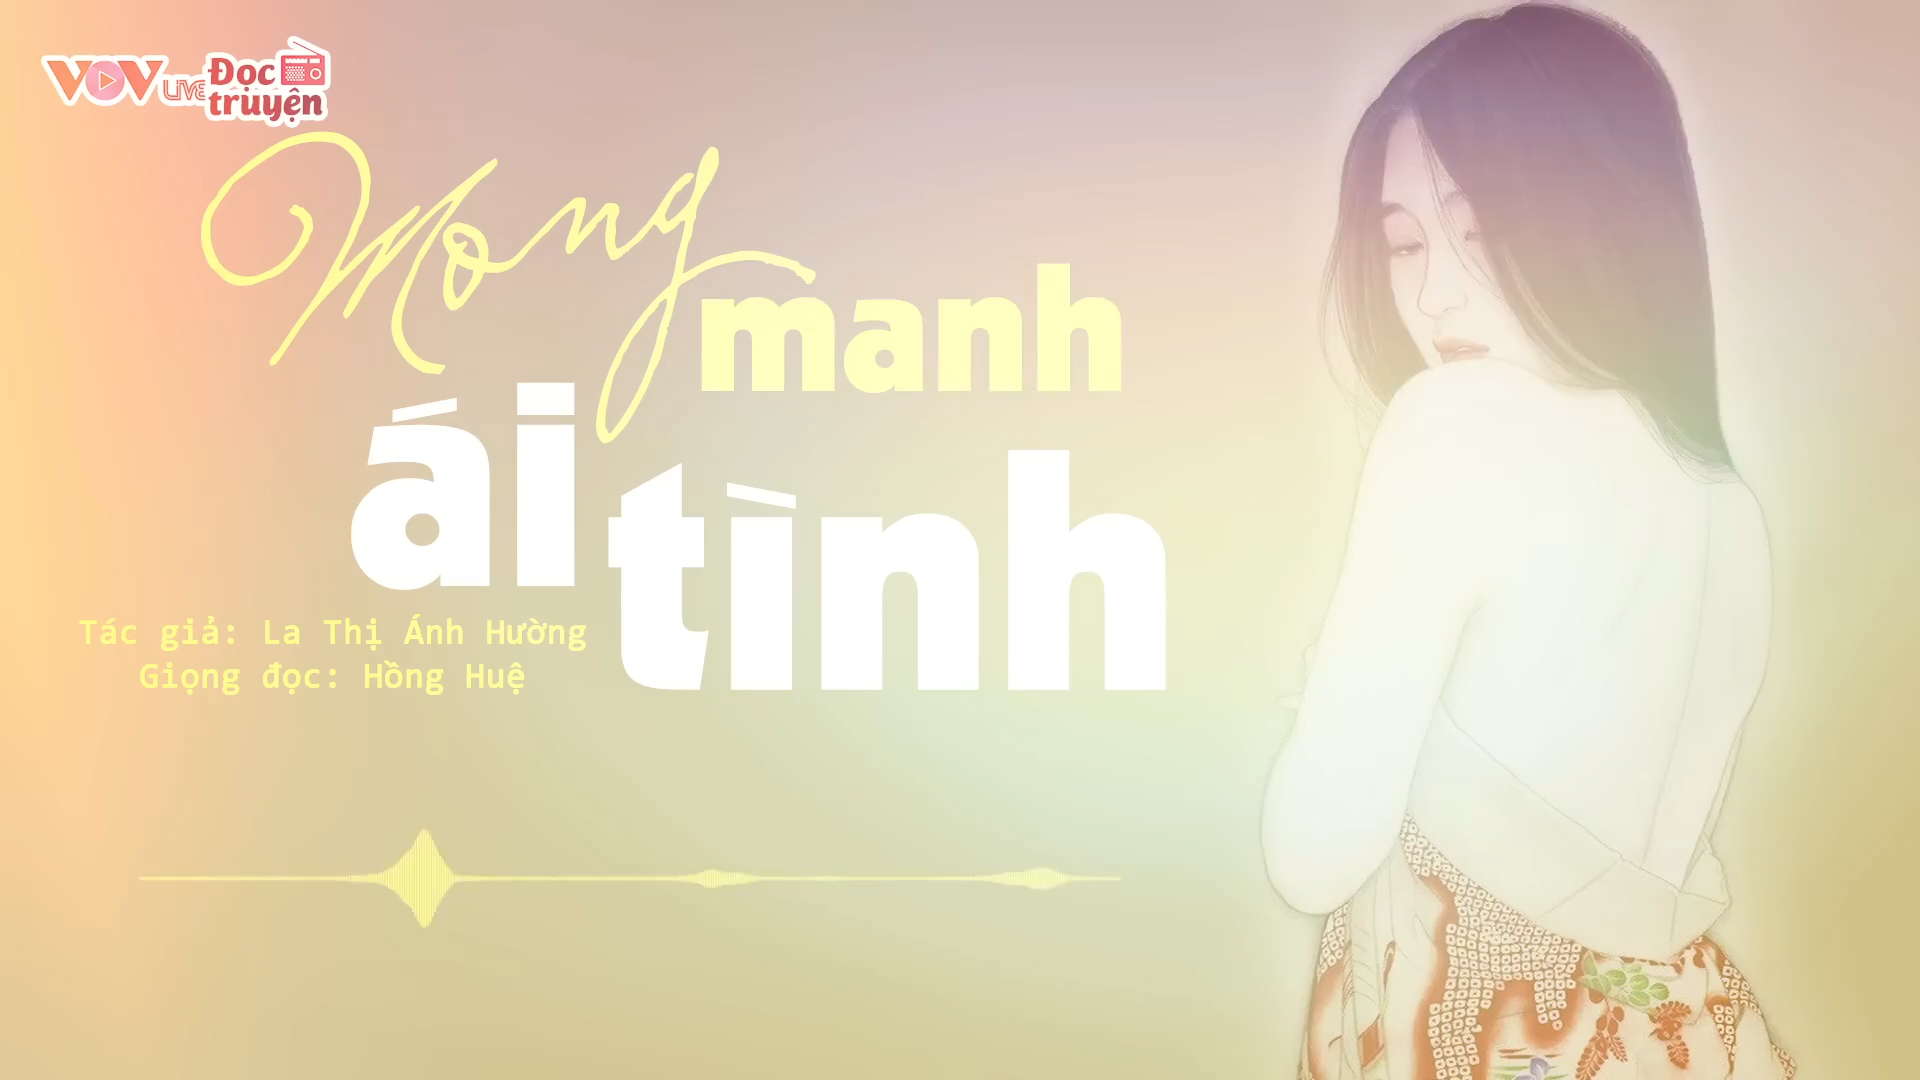 VOV LIVE Đọc
truyện
Mong
manh
ái
tình
Tác giả: La Thị Ánh Hường
Giọng đọc: Hồng Huệ